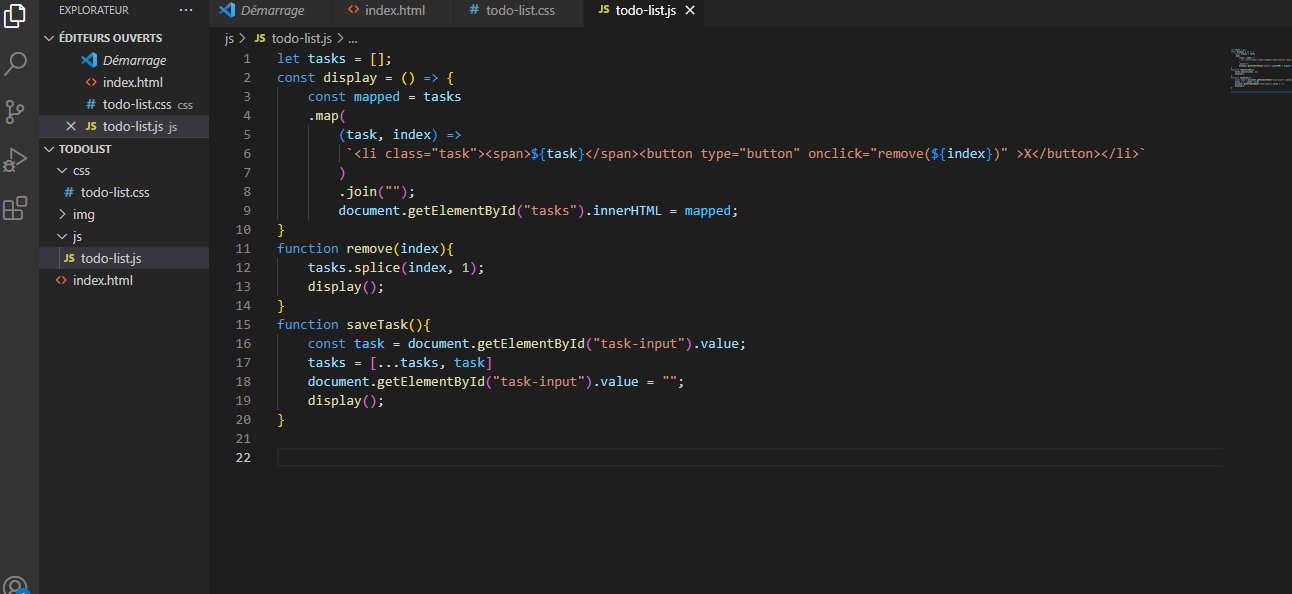 EXPLORATEUR ...
Démarrage index.html # todo-list.css JS todo-list.js ×
ÉDITEURS OUVERTS
Démarrage
index.html
# todo-list.css css
× JS todo-list.js js
TODOLIST
css
# todo-list.css
img
js
JS todo-list.js
index.html
js > JS todo-list.js > ...
1 let tasks = [];
2 const display = () => {
3 const mapped = tasks
4 .map(
5 (task, index) =>
6 `<li class="task"><span>${task}</span><button type="button" onclick="remove(${index})" >X</button></li>`
7 )
8 .join("");
9 document.getElementById("tasks").innerHTML = mapped;
10 }
11 function remove(index){
12 tasks.splice(index, 1);
13 display();
14 }
15 function saveTask(){
16 const task = document.getElementById("task-input").value;
17 tasks = [...tasks, task]
18 document.getElementById("task-input").value = "";
19 display();
20 }
21
22